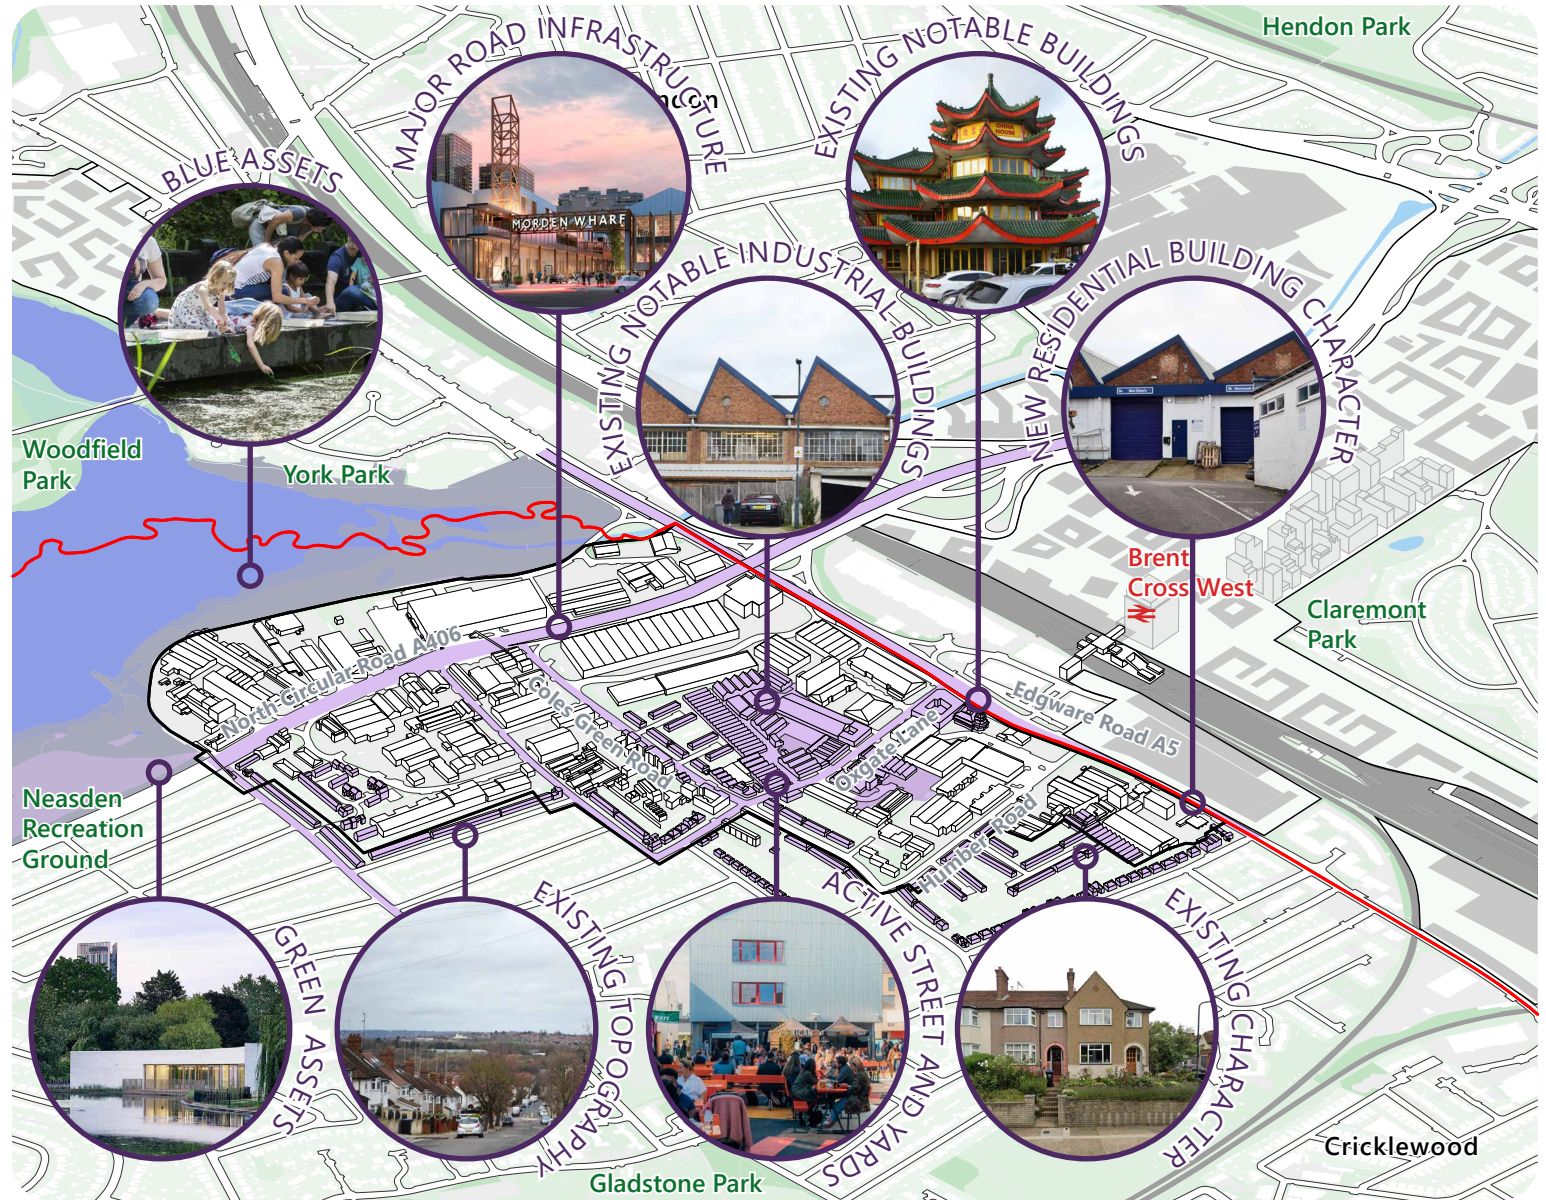 Hendon Park
MAJOR ROAD INFRASTRUCTURE
EXISTING NOTABLE BUILDINGS
BLUE ASSETS
MORDEN WHARF
CHINA
HOUSE
EXISTING NOTABLE INDUSTRIAL BUILDINGS
NEW RESIDENTIAL BUILDING CHARACTER
Woodfield
Park
York Park
Brent
Cross West
Claremont
Park
North Circular Road A406
Coles Green Road
Oxgate Lane
Edgware Road A5
Humber Road
Neasden
Recreation
Ground
GREEN ASSETS
EXISTING TOPOGRAPHY
ACTIVE STREET AND YARDS
EXISTING CHARACTER
EXIT
Cricklewood
Gladstone Park